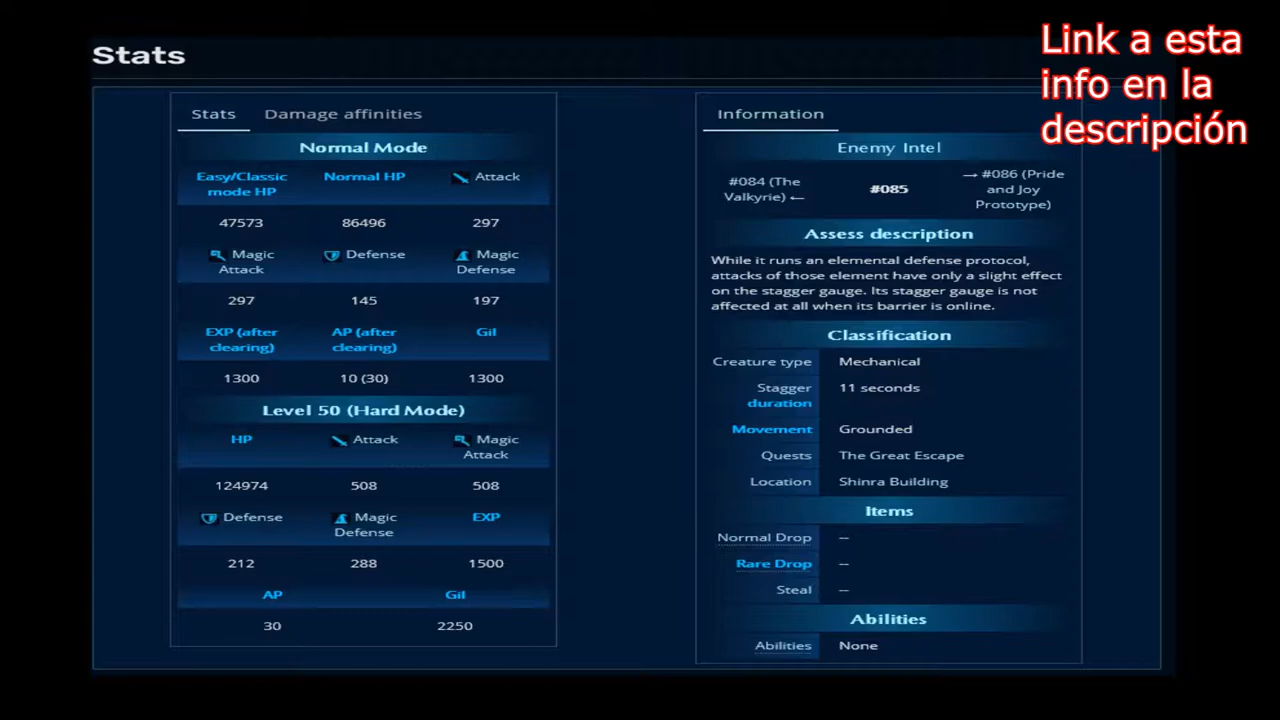 Link a esta
info en la
descripción
Stats
Stats Damage affinities
Normal Mode
Easy/Classic
mode HP
Normal HP
Attack
47573 86496 297
Magic
Attack
Defense
Magic
Defense
297 145 197
EXP (after
clearing)
AP (after
clearing)
Gil
1300 10 (30) 1300
Level 50 (Hard Mode)
HP
Attack
Magic
Attack
124974 508 508
Defense
Magic
Defense
EXP
212 288 1500
AP Gil
30 2250
Information
Enemy Intel
#084 (The
Valkyrie) ←
#085
→ #086 (Pride
and Joy
Prototype)
Assess description
While it runs an elemental defense protocol,
attacks of those element have only a slight effect
on the stagger gauge. Its stagger gauge is not
affected at all when its barrier is online.
Classification
Creature type Mechanical
Stagger
duration
11 seconds
Movement Grounded
Quests The Great Escape
Location Shinra Building
Items
Normal Drop --
Rare Drop --
Steal --
Abilities
Abilities None